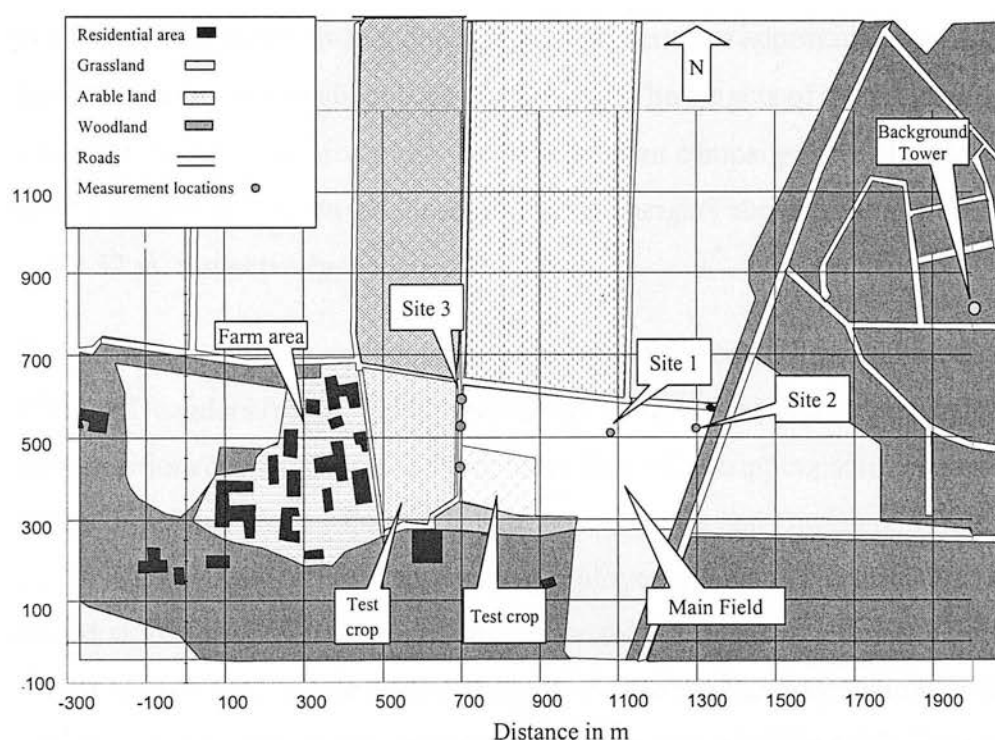 Residential area
Grassland
Arable land
Woodland
Roads
Measurement locations
N
Background
Tower
1100
900
700
500
300
100
-100
Site 3
Farm area
Site 1
Site 2
Test
crop
Test crop
Main Field
-300
-100
100
300
500
700
900
1100
1300
1500
1700
1900
Distance in m